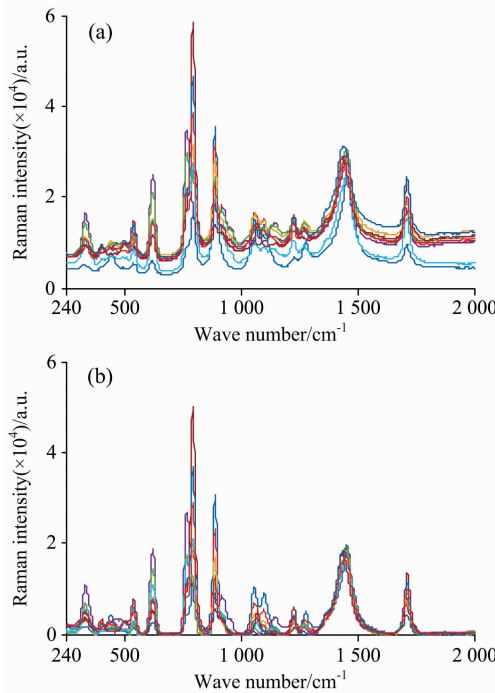 (a)
6
4
2
0
Raman intensity(×10⁴)/a.u.
240 500 1 000 1 500 2 000
Wave number/cm⁻¹
(b)
6
4
2
0
Raman intensity(×10⁴)/a.u.
240 500 1 000 1 500 2 000
Wave number/cm⁻¹